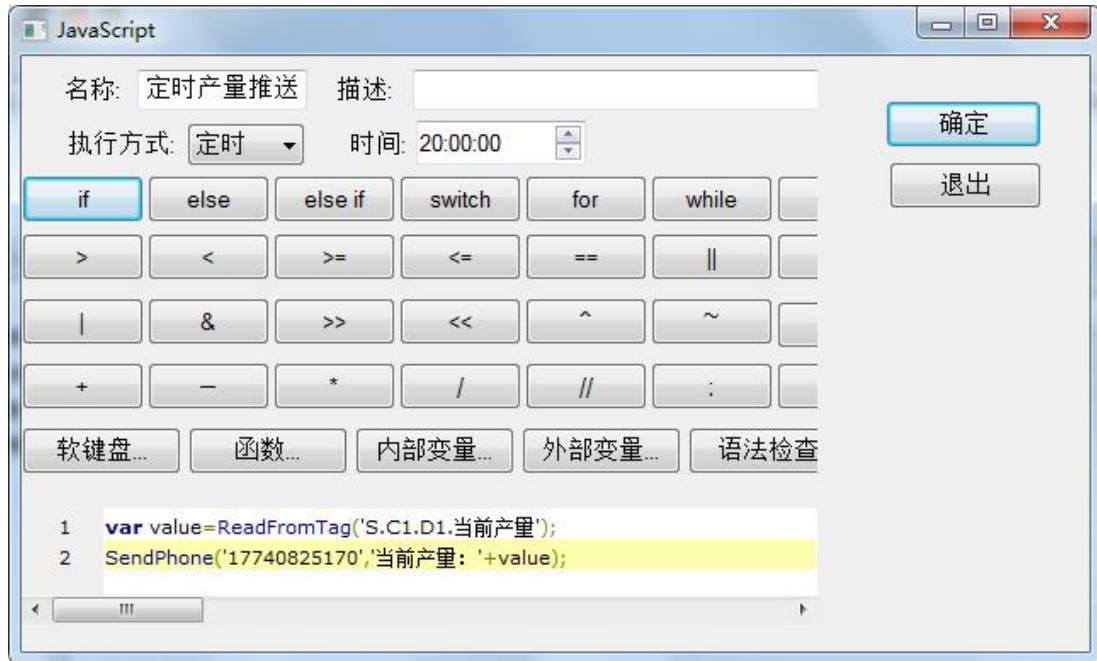 JavaScript
名称: 定时产量推送 描述:
执行方式: 定时 时间: 20:00:00
确定
退出
if else else if switch for while
> < >= <= == ||
| & >> << ^ ~
+ − * / // ;
软键盘... 函数... 内部变量... 外部变量... 语法检查
1 var value=ReadFromTag('S.C1.D1.当前产量');
2 SendPhone('17740825170','当前产量：'+value);